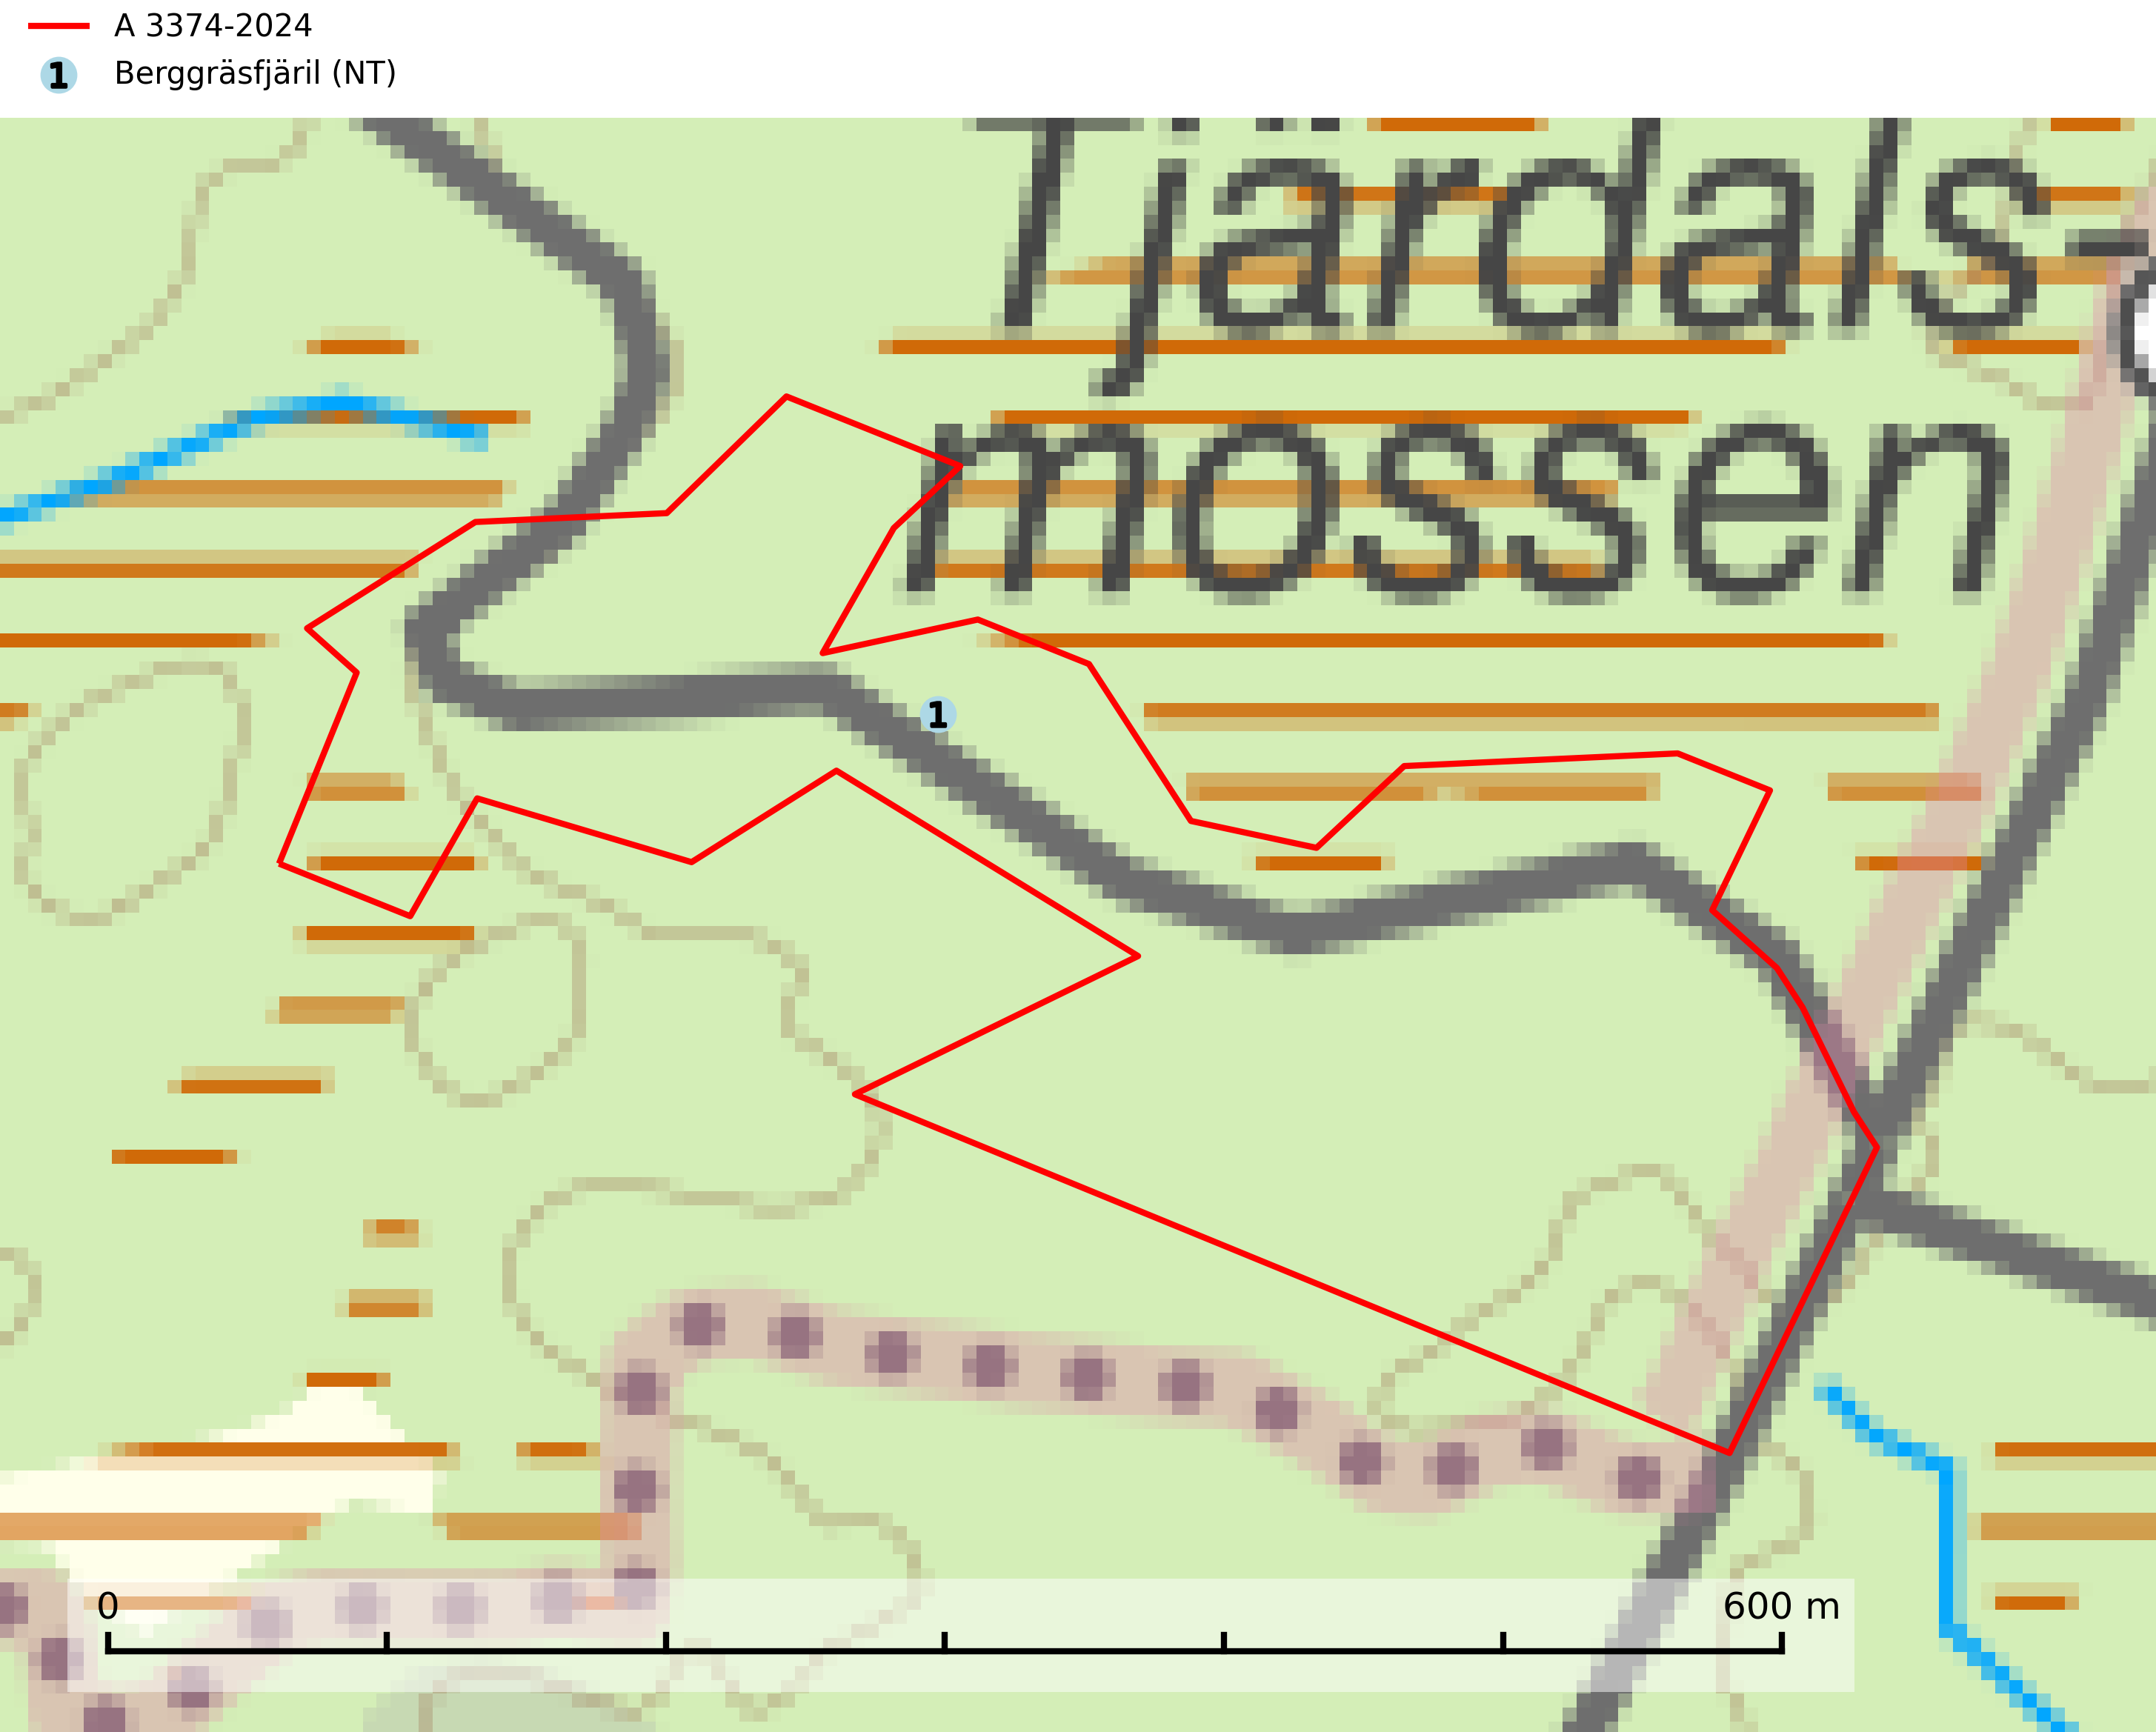 A 3374-2024
1 Berggräsfjäril (NT)
Tjärdals-
mossen
1
0 600 m